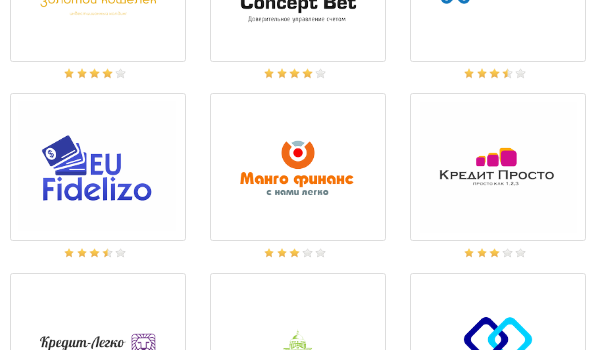 золотой кошелек
Concept Bet
Доверительное управление счетом
EU
Fidelizo
Манго финанс
с нами легко
Кредит Просто
просто как 1,2,3
Кредит-Легко